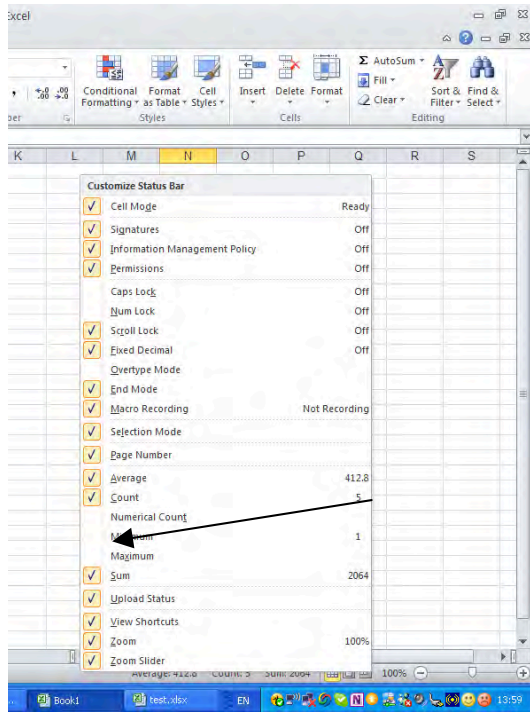 Excel
Σ AutoSum
Fill
Clear
Conditional Formatting
Format as Table
Cell Styles
Insert Delete Format
Sort & Filter
Find & Select
Styles Cells Editing
K L M N O P Q R S
Customize Status Bar
Cell Mode Ready
Signatures Off
Information Management Policy Off
Permissions Off
Caps Lock Off
Num Lock Off
Scroll Lock Off
Fixed Decimal Off
Overtype Mode
End Mode
Macro Recording Not Recording
Selection Mode
Page Number
Average 412.8
Count 5
Numerical Count
Minimum 1
Maximum
Sum 2064
Upload Status
View Shortcuts
Zoom 100%
Zoom Slider
Average: 412.8 Count: 5 Sum: 2064 100%
Book1 test.xlsx EN 13:59